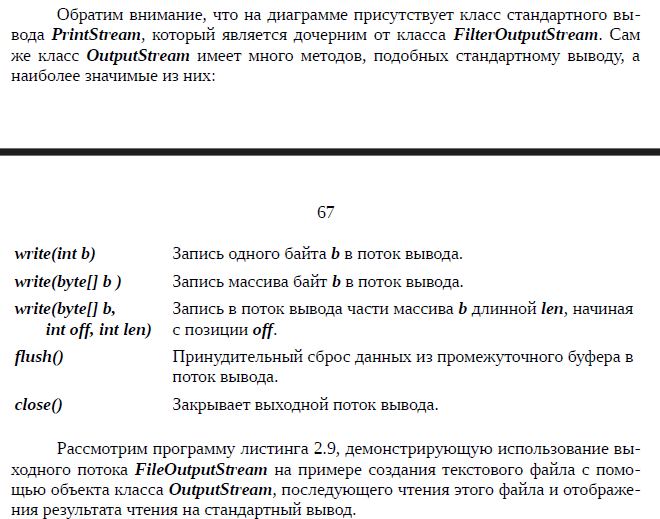 Обратим внимание, что на диаграмме присутствует класс стандартного вы-
вода PrintStream, который является дочерним от класса FilterOutputStream. Сам
же класс OutputStream имеет много методов, подобных стандартному выводу, а
наиболее значимые из них:
67
write(int b) Запись одного байта b в поток вывода.
write(byte[] b ) Запись массива байт b в поток вывода.
write(byte[] b, Запись в поток вывода части массива b длинной len, начиная
int off, int len) с позиции off.
flush() Принудительный сброс данных из промежуточного буфера в
поток вывода.
close() Закрывает выходной поток вывода.
Рассмотрим программу листинга 2.9, демонстрирующую использование вы-
ходного потока FileOutputStream на примере создания текстового файла с помо-
щью объекта класса OutputStream, последующего чтения этого файла и отображе-
ния результата чтения на стандартный вывод.